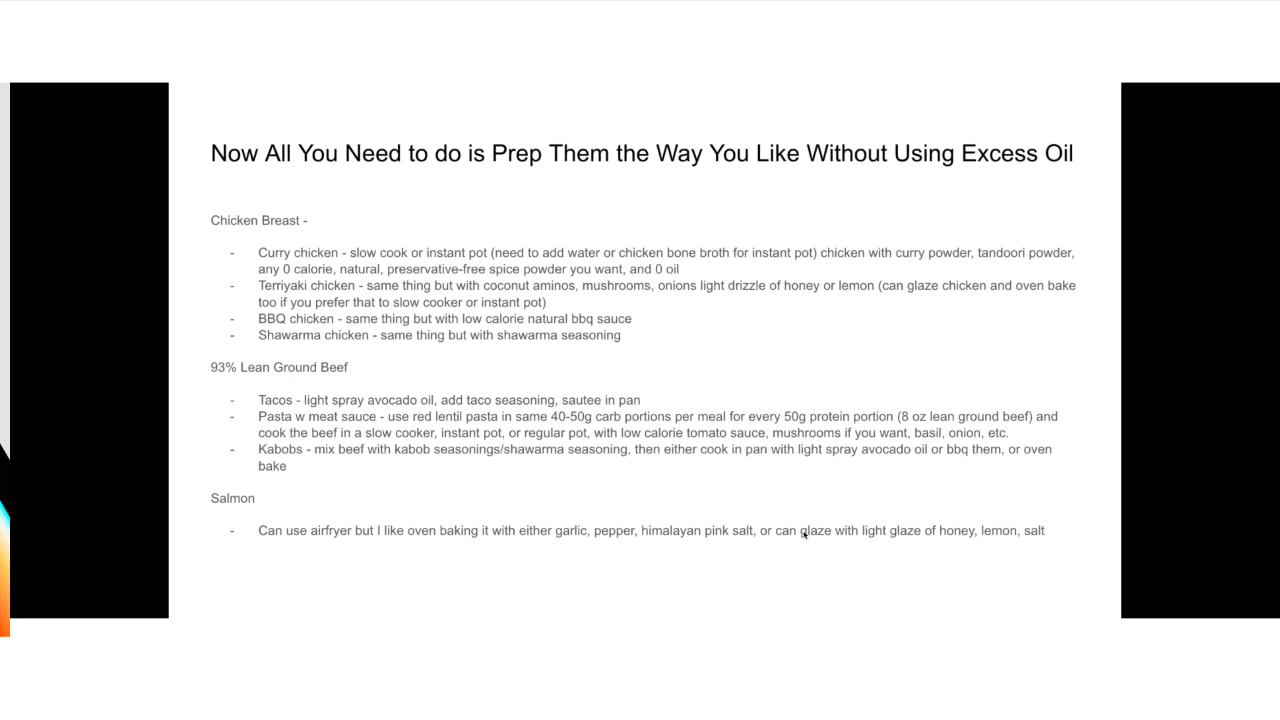 Now All You Need to do is Prep Them the Way You Like Without Using Excess Oil
Chicken Breast -
- Curry chicken - slow cook or instant pot (need to add water or chicken bone broth for instant pot) chicken with curry powder, tandoori powder,
any 0 calorie, natural, preservative-free spice powder you want, and 0 oil
- Terriyaki chicken - same thing but with coconut aminos, mushrooms, onions light drizzle of honey or lemon (can glaze chicken and oven bake
too if you prefer that to slow cooker or instant pot)
- BBQ chicken - same thing but with low calorie natural bbq sauce
- Shawarma chicken - same thing but with shawarma seasoning
93% Lean Ground Beef
- Tacos - light spray avocado oil, add taco seasoning, sautee in pan
- Pasta w meat sauce - use red lentil pasta in same 40-50g carb portions per meal for every 50g protein portion (8 oz lean ground beef) and
cook the beef in a slow cooker, instant pot, or regular pot, with low calorie tomato sauce, mushrooms if you want, basil, onion, etc.
- Kabobs - mix beef with kabob seasonings/shawarma seasoning, then either cook in pan with light spray avocado oil or bbq them, or oven
bake
Salmon
- Can use airfryer but I like oven baking it with either garlic, pepper, himalayan pink salt, or can glaze with light glaze of honey, lemon, salt